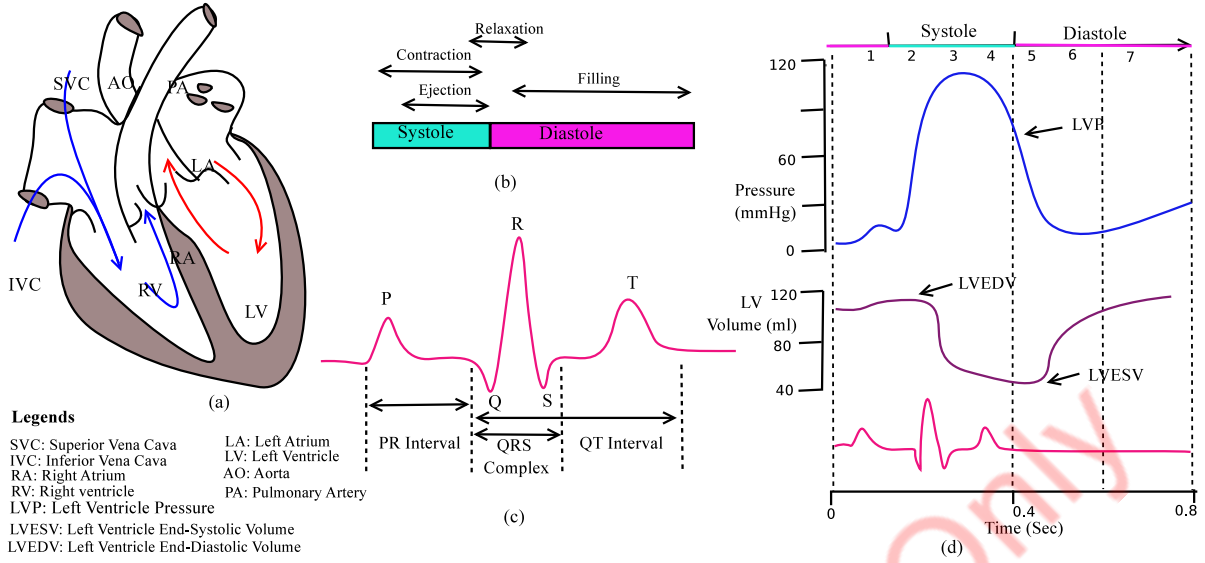 SVC
AO
PA
LA
RA
IVC
RV
LV
(a)
Legends
SVC: Superior Vena Cava
IVC: Inferior Vena Cava
RA: Right Atrium
RV: Right ventricle
LVP: Left Ventricle Pressure
LVESV: Left Ventricle End-Systolic Volume
LVEDV: Left Ventricle End-Diastolic Volume
LA: Left Atrium
LV: Left Ventricle
AO: Aorta
PA: Pulmonary Artery
Relaxation
Contraction
Ejection
Filling
Systole
Diastole
(b)
R
P
T
Q
S
PR Interval
QRS
Complex
QT Interval
(c)
Systole
Diastole
1 2 3 4 5 6 7
120
60
Pressure
(mmHg)
0
LVP
LV
Volume (ml)
120
80
40
LVEDV
LVESV
0
0.4
0.8
Time (Sec)
(d)
Only